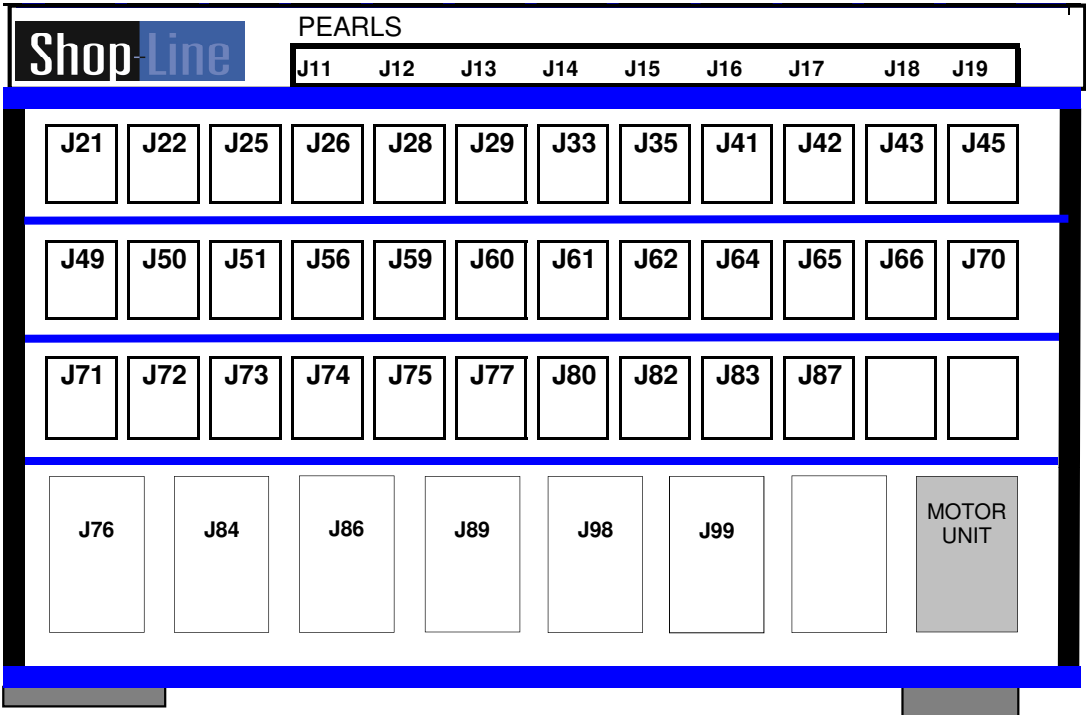 PEARLS
Shop-Line
J11 J12 J13 J14 J15 J16 J17 J18 J19
J21 J22 J25 J26 J28 J29 J33 J35 J41 J42 J43 J45
J49 J50 J51 J56 J59 J60 J61 J62 J64 J65 J66 J70
J71 J72 J73 J74 J75 J77 J80 J82 J83 J87
J76 J84 J86 J89 J98 J99
MOTOR
UNIT